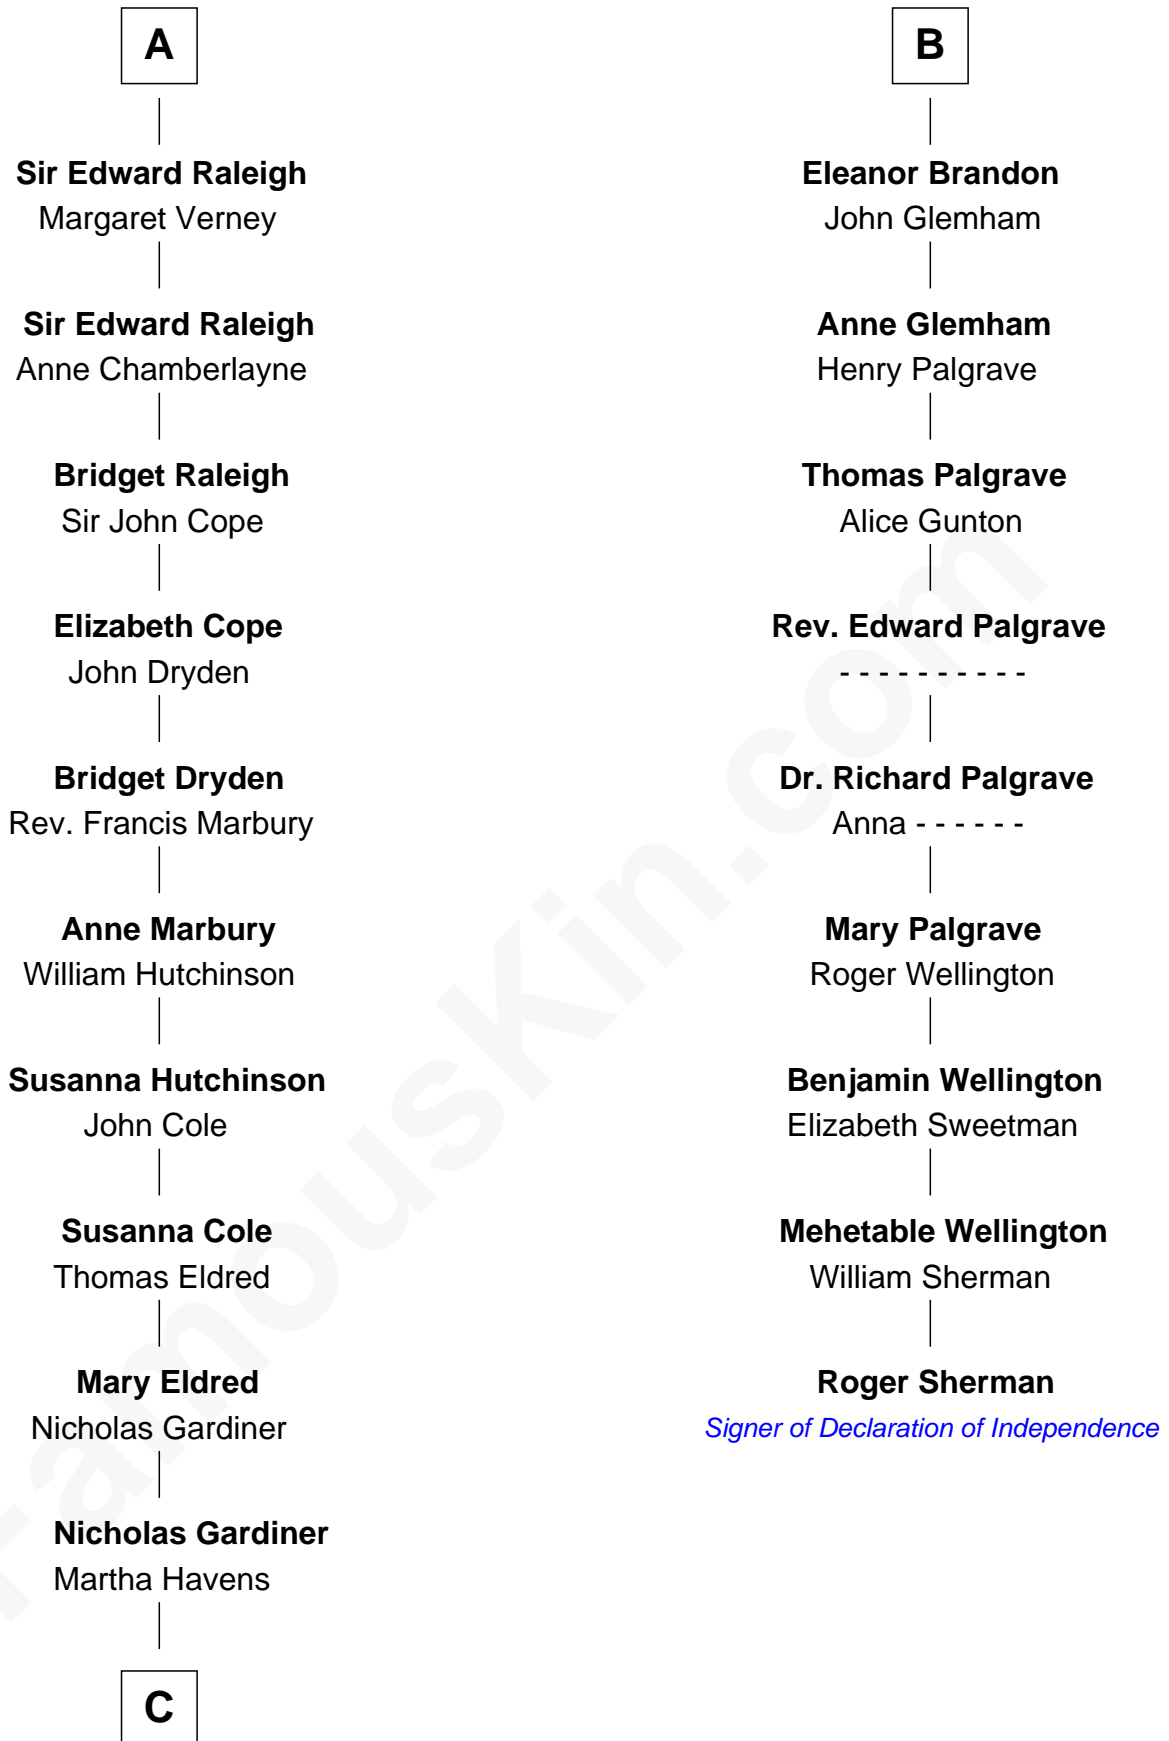 A
Sir Edward Raleigh
Margaret Verney
Sir Edward Raleigh
Anne Chamberlayne
Bridget Raleigh
Sir John Cope
Elizabeth Cope
John Dryden
Bridget Dryden
Rev. Francis Marbury
Anne Marbury
William Hutchinson
Susanna Hutchinson
John Cole
Susanna Cole
Thomas Eldred
Mary Eldred
Nicholas Gardiner
Nicholas Gardiner
Martha Havens
C
B
Eleanor Brandon
John Glemham
Anne Glemham
Henry Palgrave
Thomas Palgrave
Alice Gunton
Rev. Edward Palgrave
- - - - - - - - - -
Dr. Richard Palgrave
Anna - - - - - -
Mary Palgrave
Roger Wellington
Benjamin Wellington
Elizabeth Sweetman
Mehetable Wellington
William Sherman
Roger Sherman
Signer of Declaration of Independence
FamousKin.com